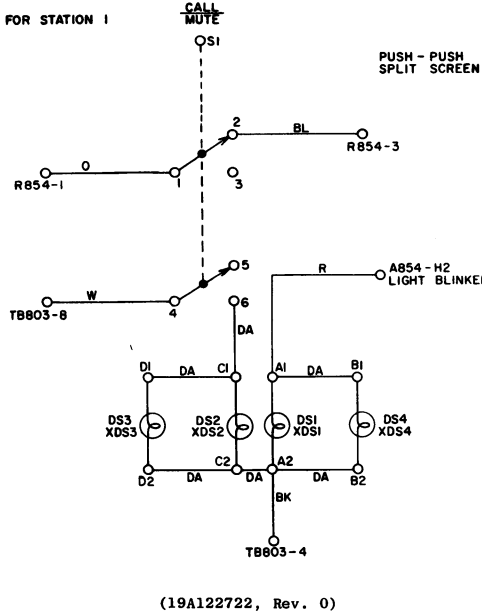 FOR STATION 1
CALL
MUTE
S1
PUSH-PUSH
SPLIT SCREEN
2
BL
R854-3
O
R854-1
1
3
5
R
A854-H2
LIGHT BLINKER
W
TB803-8
4
6
DA
D1
DA
C1
A1
DA
B1
DS3
XDS3
DS2
XDS2
DS1
XDS1
DS4
XDS4
D2
DA
C2
DA
A2
DA
B2
BK
TB803-4
(19A122722, Rev. 0)